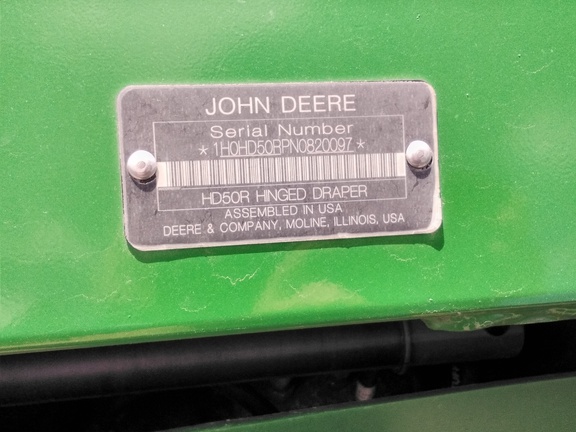 JOHN DEERE
Serial Number
*1H0HD50RPN0820097*
HD50R HINGED DRAPER
ASSEMBLED IN USA
DEERE & COMPANY, MOLINE, ILLINOIS, USA